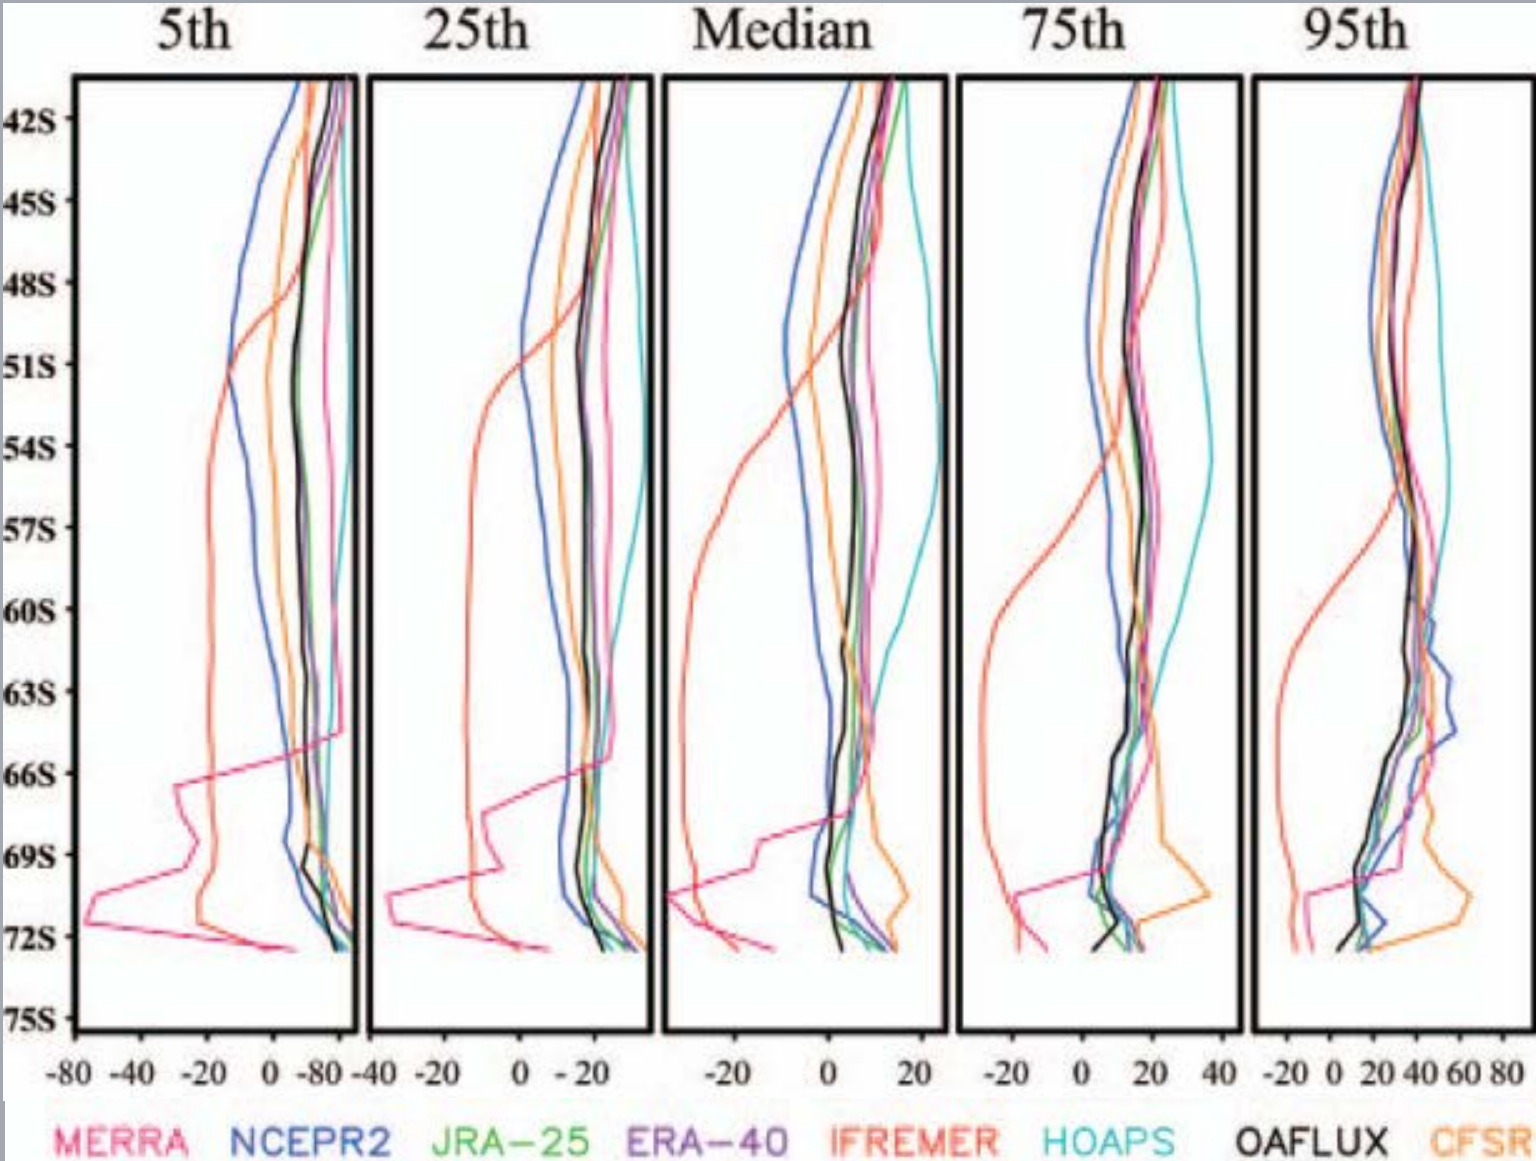 5th 25th Median 75th 95th
42S
45S
48S
51S
54S
57S
60S
63S
66S
69S
72S
75S
-80 -40 -20 0 -80 -40 -20 0 - 20 -20 0 20 -20 0 20 40 -20 0 20 40 60 80
MERRA NCEPR2 JRA-25 ERA-40 IFREMER HOAPS OAFLUX CFSR